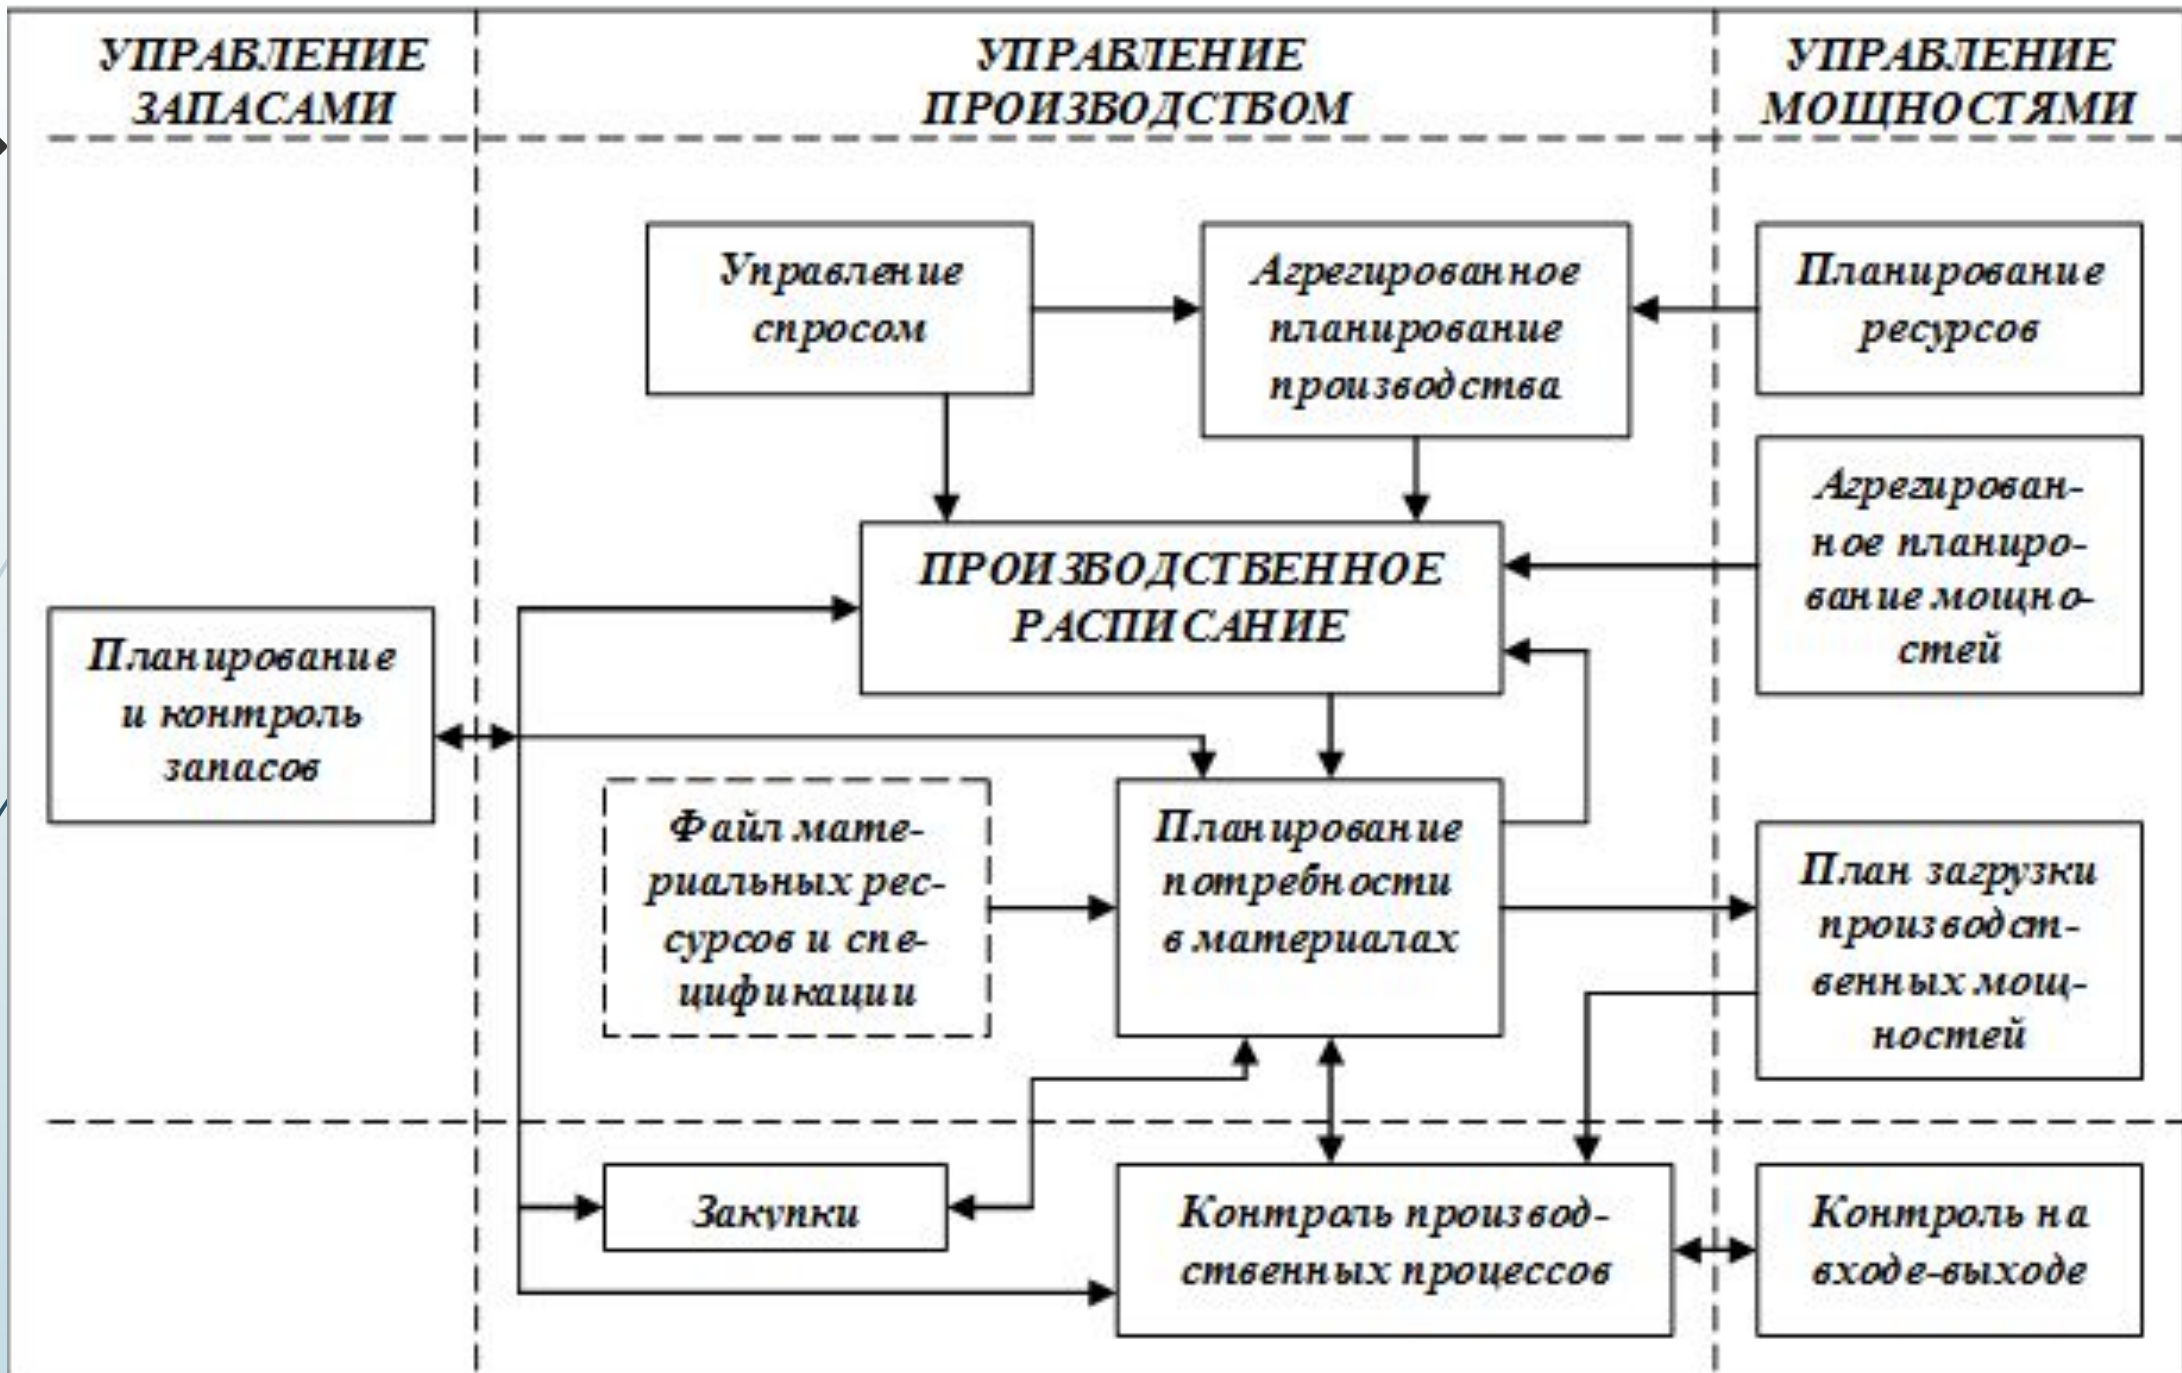 УПРАВЛЕНИЕ
ЗАПАСАМИ
УПРАВЛЕНИЕ
ПРОИЗВОДСТВОМ
УПРАВЛЕНИЕ
МОЩНОСТЯМИ
Управление
спросом
Агрегированное
планирование
производства
Планирование
ресурсов
Агрегирован-
ное планиро-
вание мощно-
стей
ПРОИЗВОДСТВЕННОЕ
РАСПИСАНИЕ
Планирование
и контроль
запасов
Файл мате-
риальных рес-
сурсов и спе-
цификации
Планирование
потребности
в материалах
План загрузки
производст-
венных мощ-
ностей
Закупки
Контроль производ-
ственных процессов
Контроль на
входе-выходе